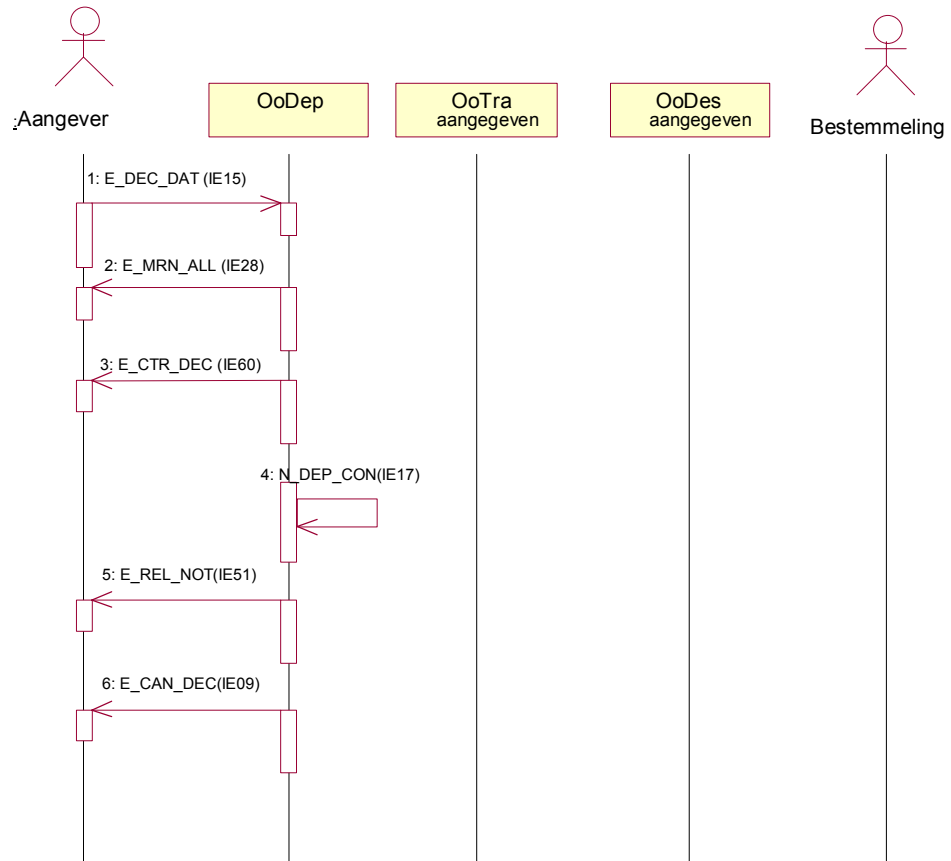 :Aangever
OoDep
OoTra
aangegeven
OoDes
aangegeven
Bestemmeling
1: E_DEC_DAT (IE15)
2: E_MRN_ALL (IE28)
3: E_CTR_DEC (IE60)
4: N_DEP_CON(IE17)
5: E_REL_NOT(IE51)
6: E_CAN_DEC(IE09)